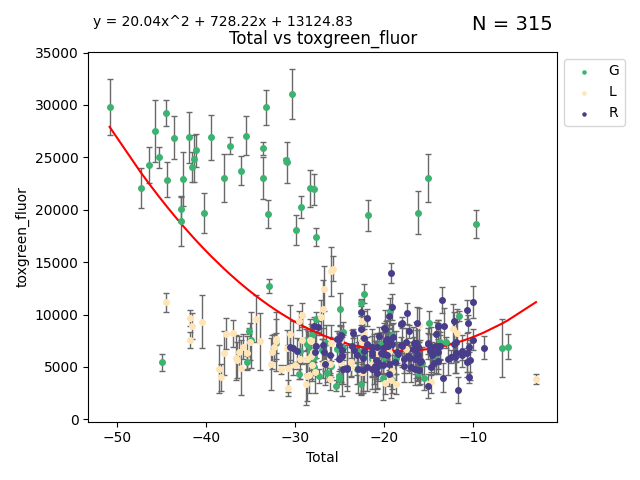 y = 20.04x^2 + 728.22x + 13124.83
N = 315
Total vs toxgreen_fluor
35000
30000
25000
20000
15000
10000
5000
0
toxgreen_fluor
−50
−40
−30
−20
−10
Total
G
L
R